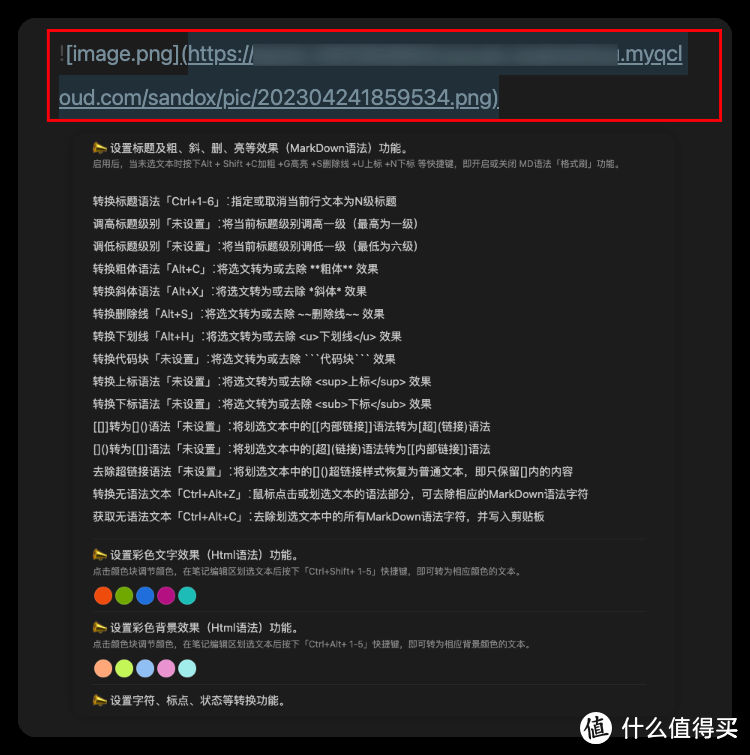 ![image.png](https://.myqcl
oud.com/sandox/pic/202304241859534.png)
设置标题及粗、斜、删、亮等效果（MarkDown语法）功能。
启用后，当未选文本时按下Alt + Shift +C加粗 +G高亮 +S删除线 +U上标 +N下标 等快捷键，即开启或关闭 MD语法「格式刷」功能。
转换标题语法「Ctrl+1-6」:指定或取消当前行文本为N级标题
调高标题级别「未设置」:将当前标题级别调高一级（最高为一级）
调低标题级别「未设置」:将当前标题级别调低一级（最低为六级）
转换粗体语法「Alt+C」:将选文转为或去除 **粗体** 效果
转换斜体语法「Alt+X」:将选文转为或去除 *斜体* 效果
转换删除线「Alt+S」:将选文转为或去除 ~~删除线~~ 效果
转换下划线「Alt+H」:将选文转为或去除 <u>下划线</u> 效果
转换代码块「未设置」:将选文转为或去除 ```代码块``` 效果
转换上标语法「未设置」:将选文转为或去除 <sup>上标</sup> 效果
转换下标语法「未设置」:将选文转为或去除 <sub>下标</sub> 效果
[[]]转为[]()语法「未设置」:将划选文本中的[[内部链接]]语法转为[超](链接)语法
[]()转为[[]]语法「未设置」:将划选文本中的[超](链接)语法转为[[内部链接]]语法
去除超链接语法「未设置」:将划选文本中的[]()超链接样式恢复为普通文本，即只保留[]内的内容
转换无语法文本「Ctrl+Alt+Z」:鼠标点击或划选文本的语法部分，可去除相应的MarkDown语法字符
获取无语法文本「Ctrl+Alt+C」:去除划选文本中的所有MarkDown语法字符，并写入剪贴板
设置彩色文字效果（Html语法）功能。
点击颜色块调节颜色，在笔记编辑区划选文本后按下「Ctrl+Shift+ 1-5」快捷键，即可转为相应颜色的文本。
设置彩色背景效果（Html语法）功能。
点击颜色块调节颜色，在笔记编辑区划选文本后按下「Ctrl+Alt+ 1-5」快捷键，即可转为相应背景颜色的文本。
设置字符、标点、状态等转换功能。
值 什么值得买